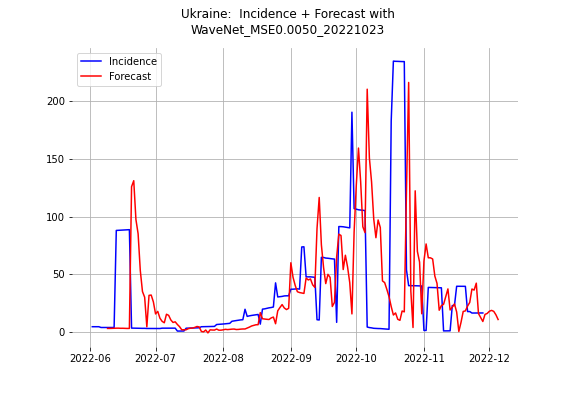 Ukraine:  Incidence + Forecast with
WaveNet_MSE0.0050_20221023
Incidence
Forecast
200
150
100
50
0
2022-06 2022-07 2022-08 2022-09 2022-10 2022-11 2022-12